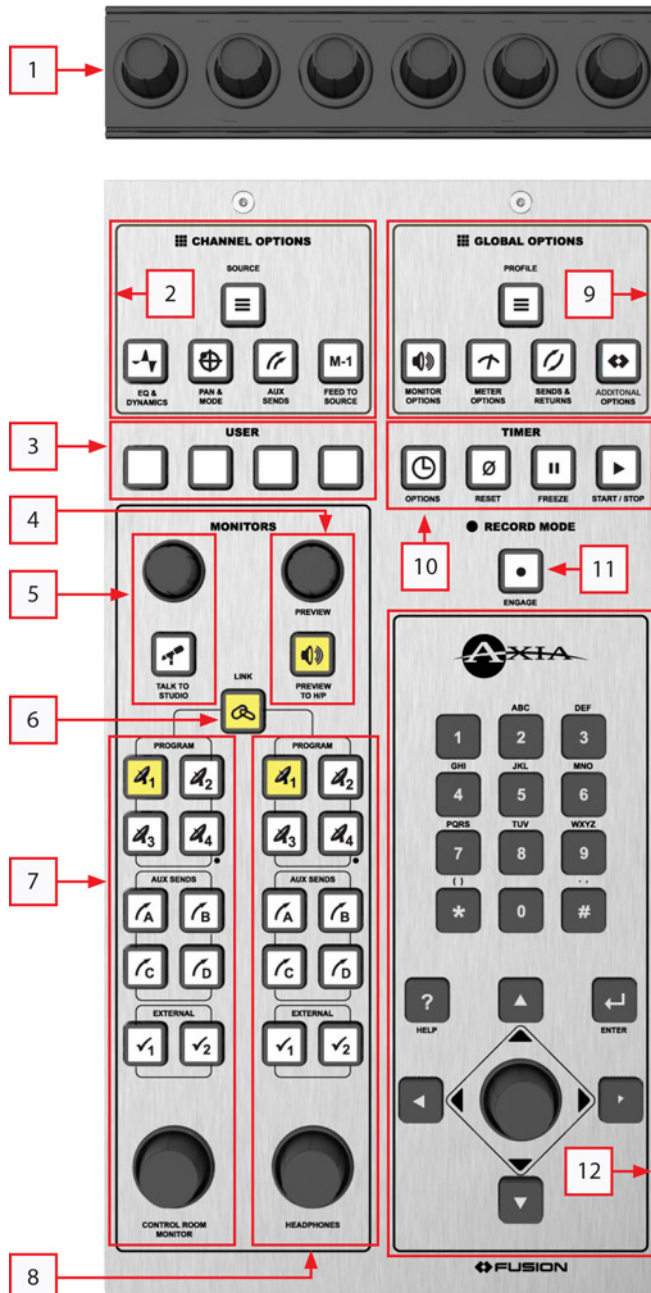 1
CHANNEL OPTIONS
SOURCE
2
EQ & DYNAMICS
PAN & MODE
AUX SENDS
M-1
FEED TO SOURCE
GLOBAL OPTIONS
PROFILE
9
MONITOR OPTIONS
METER OPTIONS
SENDS & RETURNS
ADDITONAL OPTIONS
3
USER
TIMER
OPTIONS
Ø
RESET
FREEZE
START / STOP
4
MONITORS
10
RECORD MODE
11
ENGAGE
5
PREVIEW
TALK TO STUDIO
PREVIEW TO H/P
6
LINK
7
PROGRAM
1
2
3
4
AUX SENDS
A
B
C
D
EXTERNAL
1
2
CONTROL ROOM MONITOR
PROGRAM
1
2
3
4
AUX SENDS
A
B
C
D
EXTERNAL
1
2
HEADPHONES
8
AXIA
ABC
DEF
1
2
3
GHI
JKL
MNO
4
5
6
PQRS
TUV
WXYZ
7
8
9
( )
*
0
#
?
HELP
ENTER
12
FUSION